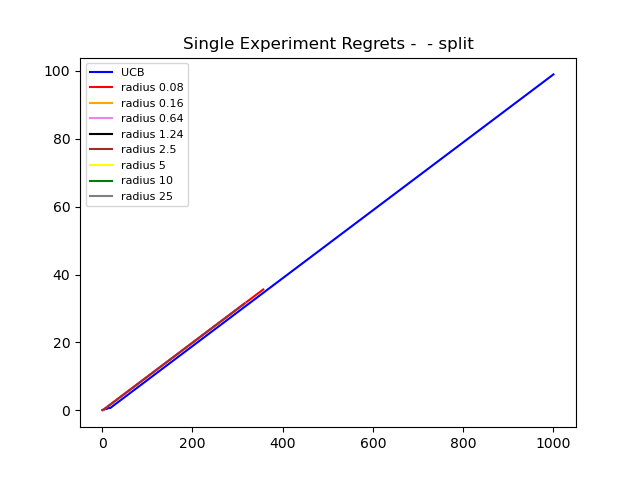 Single Experiment Regrets -  - split
UCB
radius 0.08
radius 0.16
radius 0.64
radius 1.24
radius 2.5
radius 5
radius 10
radius 25
100
80
60
40
20
0
0 200 400 600 800 1000